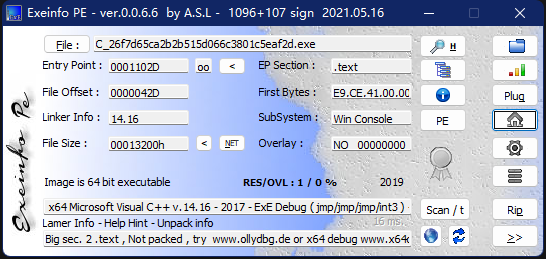 Exeinfo PE - ver.0.0.6.6 by A.S.L - 1096+107 sign 2021.05.16
File : C_26f7d65ca2b2b515d066c3801c5eaf2d.exe H
Entry Point : 0001102D oo < EP Section : .text
File Offset : 0000042D First Bytes : E9.CE.41.00.00 Plug
Linker Info : 14.16 SubSystem : Win Console PE
File Size : 00013200h < NET Overlay : NO 00000000
Image is 64 bit executable RES/OVL : 1 / 0 % 2019
x64 Microsoft Visual C++ v.14.16 - 2017 - ExE Debug ( jmp/jmp/jmp/int3 ) - Scan / t Rip
Lamer Info - Help Hint - Unpack info 16 ms.
Big sec. 2 .text , Not packed , try www.ollydbg.de or x64 debug www.x64 >>
Exeinfo Pe